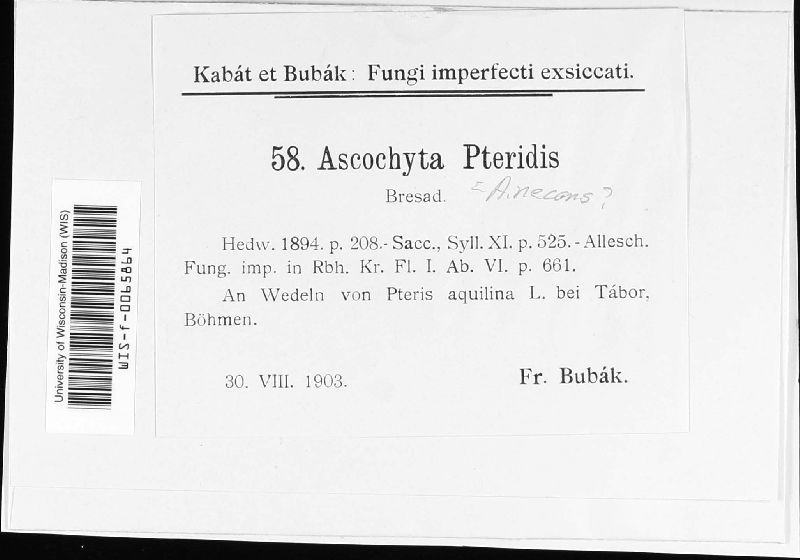 Kabát et Bubák: Fungi imperfecti exsiccati.
58. Ascochyta Pteridis
Bresad. = A. necans?
Hedw. 1894. p. 208.- Sacc., Syll. XI. p. 525. - Allesch.
Fung. imp. in Rbh. Kr. Fl. I. Ab. VI. p. 661.
An Wedeln von Pteris aquilina L. bei Tábor,
Böhmen.
30. VIII. 1903.
Fr. Bubák.
University of Wisconsin-Madison (WIS)
WIS-f-0065864